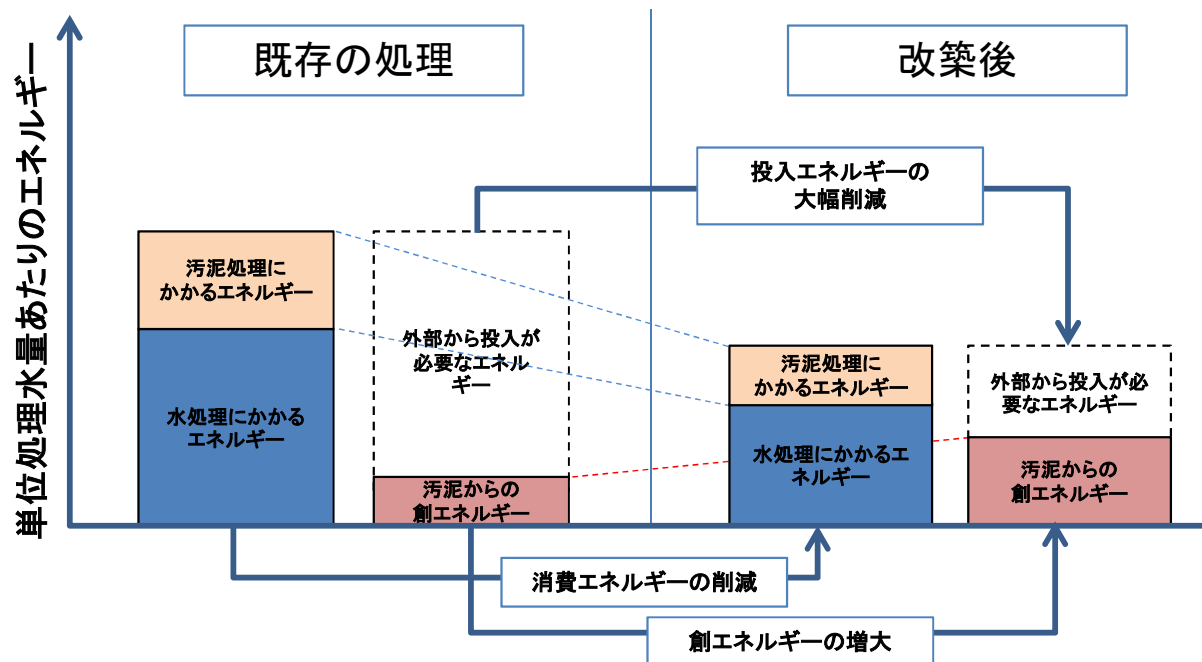 単位処理水量あたりのエネルギー
既存の処理
改築後
投入エネルギーの
大幅削減
汚泥処理に
かかるエネルギー
水処理にかかる
エネルギー
外部から投入が
必要なエネル
ギー
汚泥からの
創エネルギー
汚泥処理に
かかるエネルギー
水処理にかかるエ
ネルギー
外部から投入が必
要なエネルギー
汚泥からの
創エネルギー
消費エネルギーの削減
創エネルギーの増大